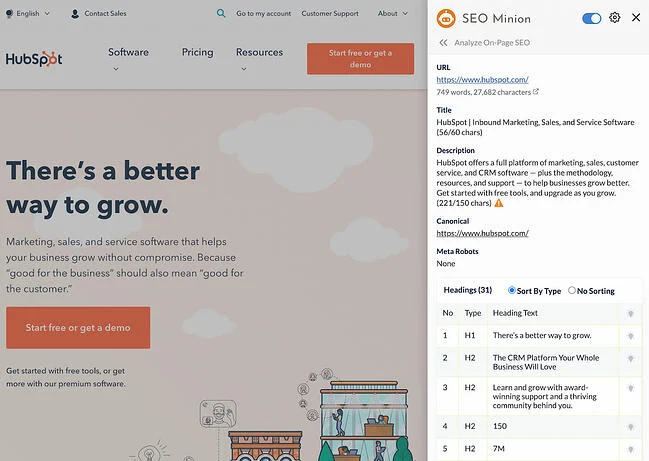 English
Contact Sales
Go to my account
Customer Support
About
HubSpot
Software
Pricing
Resources
Start free or get a
demo
There's a better
way to grow.
Marketing, sales, and service software that helps
your business grow without compromise. Because
“good for the business” should also mean “good for
the customer.”
Start free or get a demo
Get started with free tools, or get
more with our premium software.
SEO Minion
Analyze On-Page SEO
URL
https://www.hubspot.com/
749 words, 27,682 characters
Title
HubSpot | Inbound Marketing, Sales, and Service Software
(56/60 chars)
Description
HubSpot offers a full platform of marketing, sales, customer
service, and CRM software — plus the methodology,
resources, and support — to help businesses grow better.
Get started with free tools, and upgrade as you grow.
(221/150 chars)
Canonical
https://www.hubspot.com/
Meta Robots
None
Headings (31) Sort By Type No Sorting
No Type Heading Text
1 H1 There's a better way to grow.
2 H2 The CRM Platform Your Whole
Business Will Love
3 H2 Learn and grow with award-
winning support and a thriving
community behind you.
4 H2 150
5 H2 7M